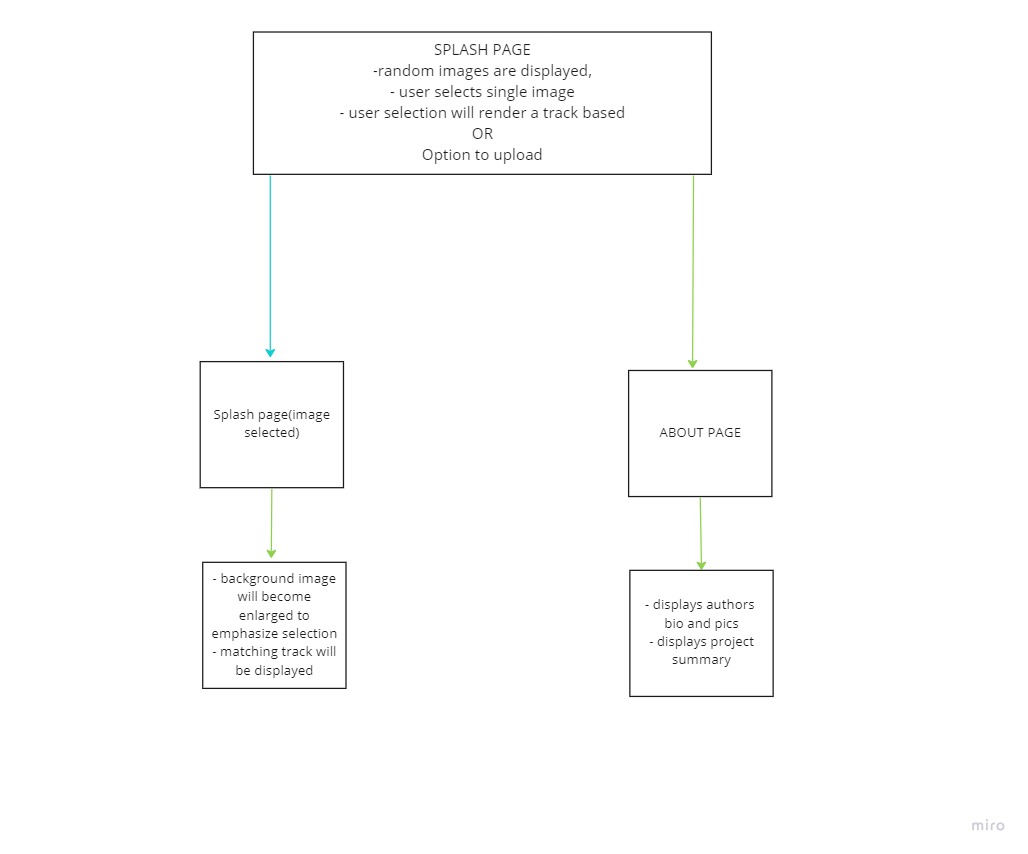 SPLASH PAGE
-random images are displayed,
- user selects single image
- user selection will render a track based
OR
Option to upload
Splash page(image
selected)
ABOUT PAGE
- background image
will become
enlarged to
emphasize selection
- matching track will
be displayed
- displays authors
bio and pics
- displays project
summary
miro